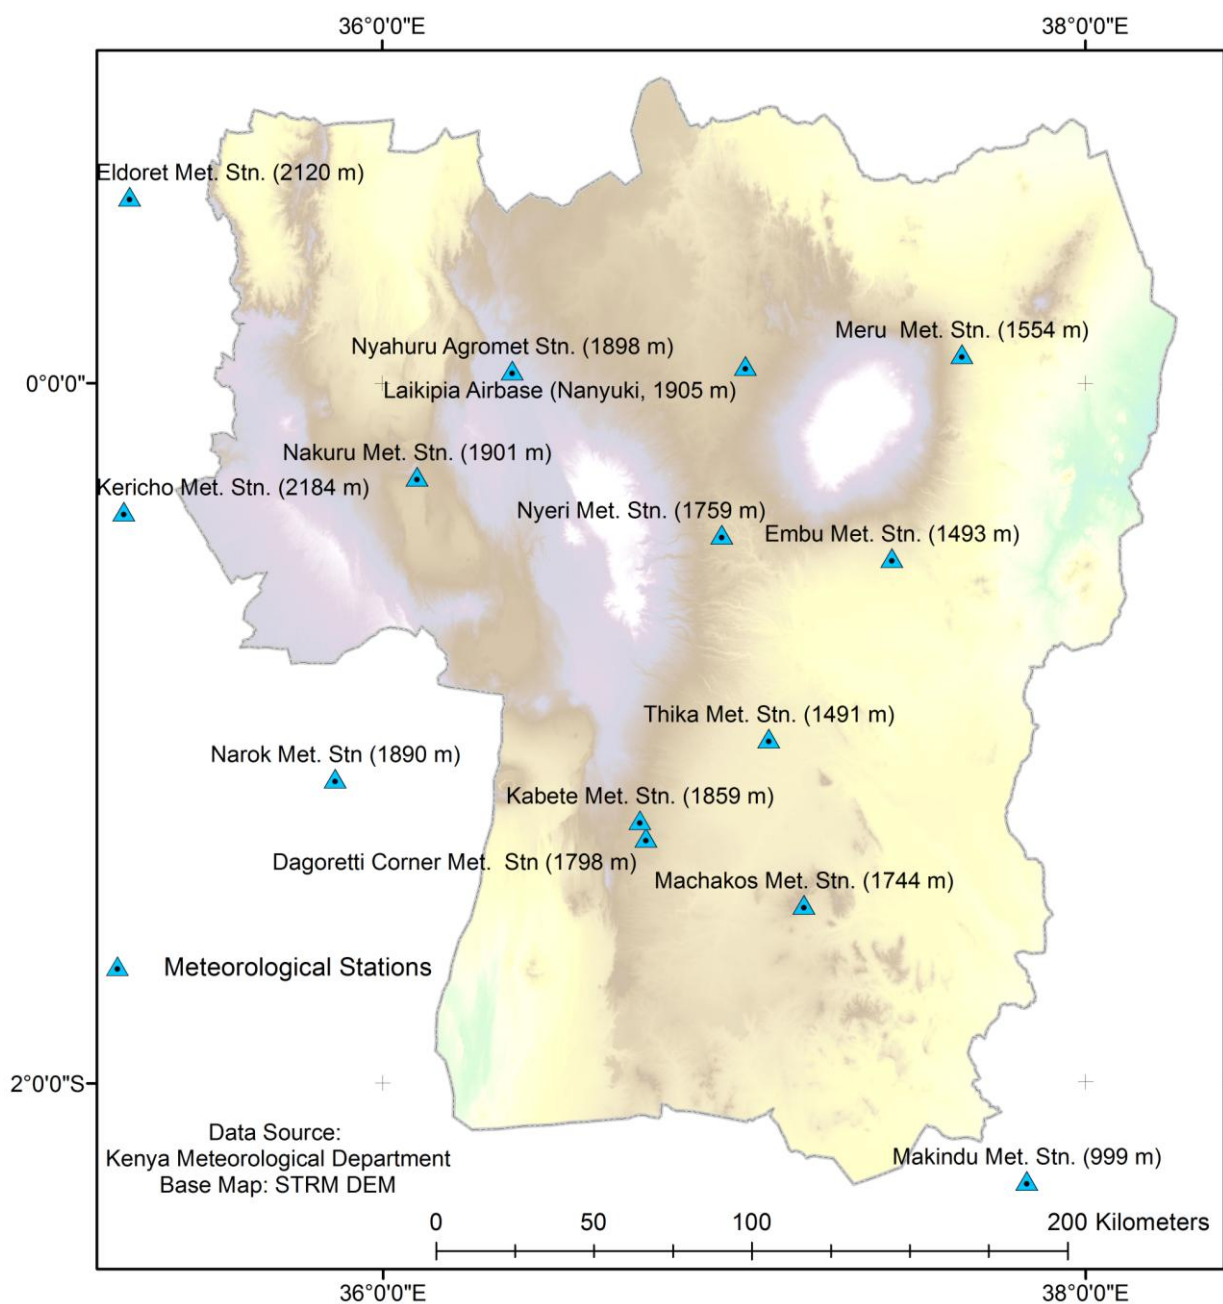 36°0'0"E
38°0'0"E
Eldoret Met. Stn. (2120 m)
Meru Met. Stn. (1554 m)
Nyahuru Agromet Stn. (1898 m)
0°0'0"
Laikipia Airbase (Nanyuki, 1905 m)
Nakuru Met. Stn. (1901 m)
Kericho Met. Stn. (2184 m)
Nyeri Met. Stn. (1759 m)
Embu Met. Stn. (1493 m)
Thika Met. Stn. (1491 m)
Narok Met. Stn (1890 m)
Kabete Met. Stn. (1859 m)
Dagoretti Corner Met. Stn (1798 m)
Machakos Met. Stn. (1744 m)
Meteorological Stations
2°0'0"S
Data Source:
Kenya Meteorological Department
Base Map: STRM DEM
Makindu Met. Stn. (999 m)
0 50 100 200 Kilometers
36°0'0"E
38°0'0"E